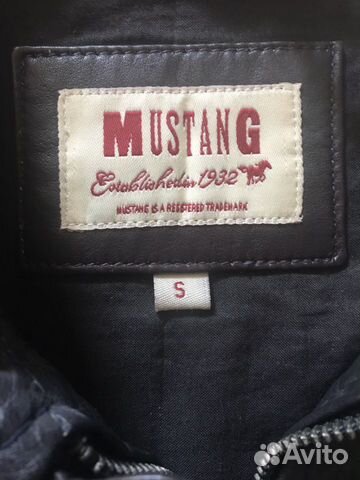 MUSTANG
Established in 1932
MUSTANG IS A REGISTERED TRADEMARK
S
Avito